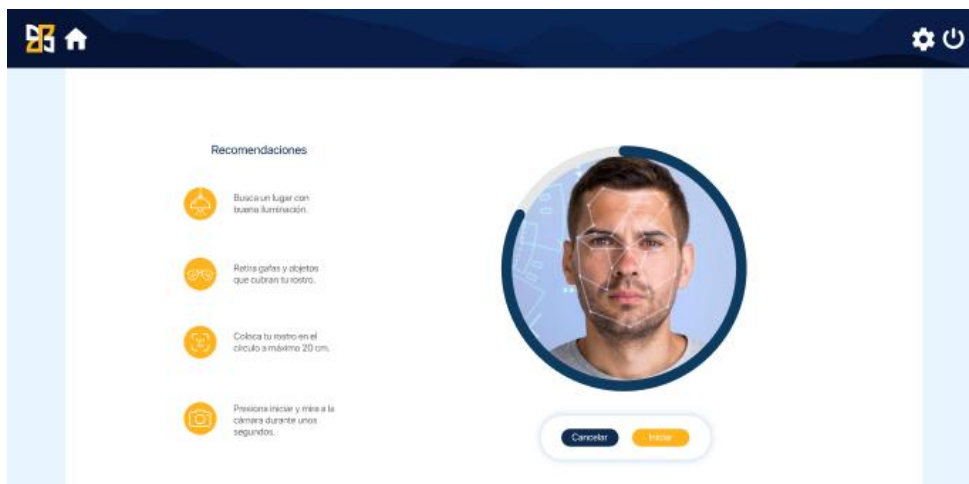 Recomendaciones
Busca un lugar con
buena iluminación.
Retira gafas y objetos
que cubran tu rostro.
Coloca tu rostro en el
círculo a máximo 20 cm.
Presiona iniciar y mira a la
cámara durante unos
segundos.
Cancelar
Iniciar